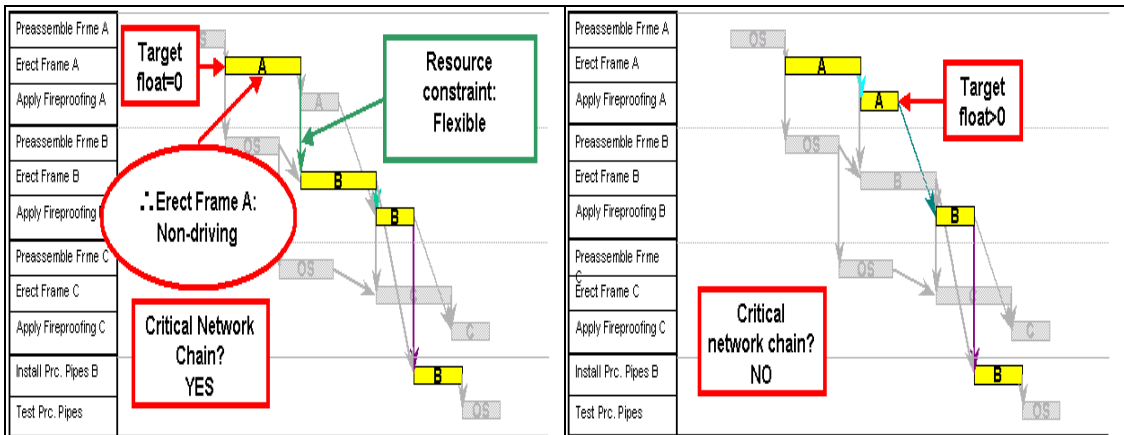 Preassemble Frme A
Erect Frame A
Apply Fireproofing A
Preassemble Frme B
Erect Frame B
Apply Fireproofing
Preassemble Frme C
Erect Frame C
Apply Fireproofing C
Install Prc. Pipes B
Test Prc. Pipes
OS
A
A
OS
B
B
OS
C
C
B
OS
Target
float=0
Resource
constraint:
Flexible
∴Erect Frame A:
Non-driving
Critical Network
Chain?
YES
Preassemble Frme A
Erect Frame A
Apply Fireproofing A
Preassemble Frme B
Erect Frame B
Apply Fireproofing B
Preassemble Frme
C
Erect Frame C
Apply Fireproofing C
Install Prc. Pipes B
Test Prc. Pipes
OS
A
A
OS
B
B
OS
C
C
B
OS
Target
float>0
Critical
network chain?
NO